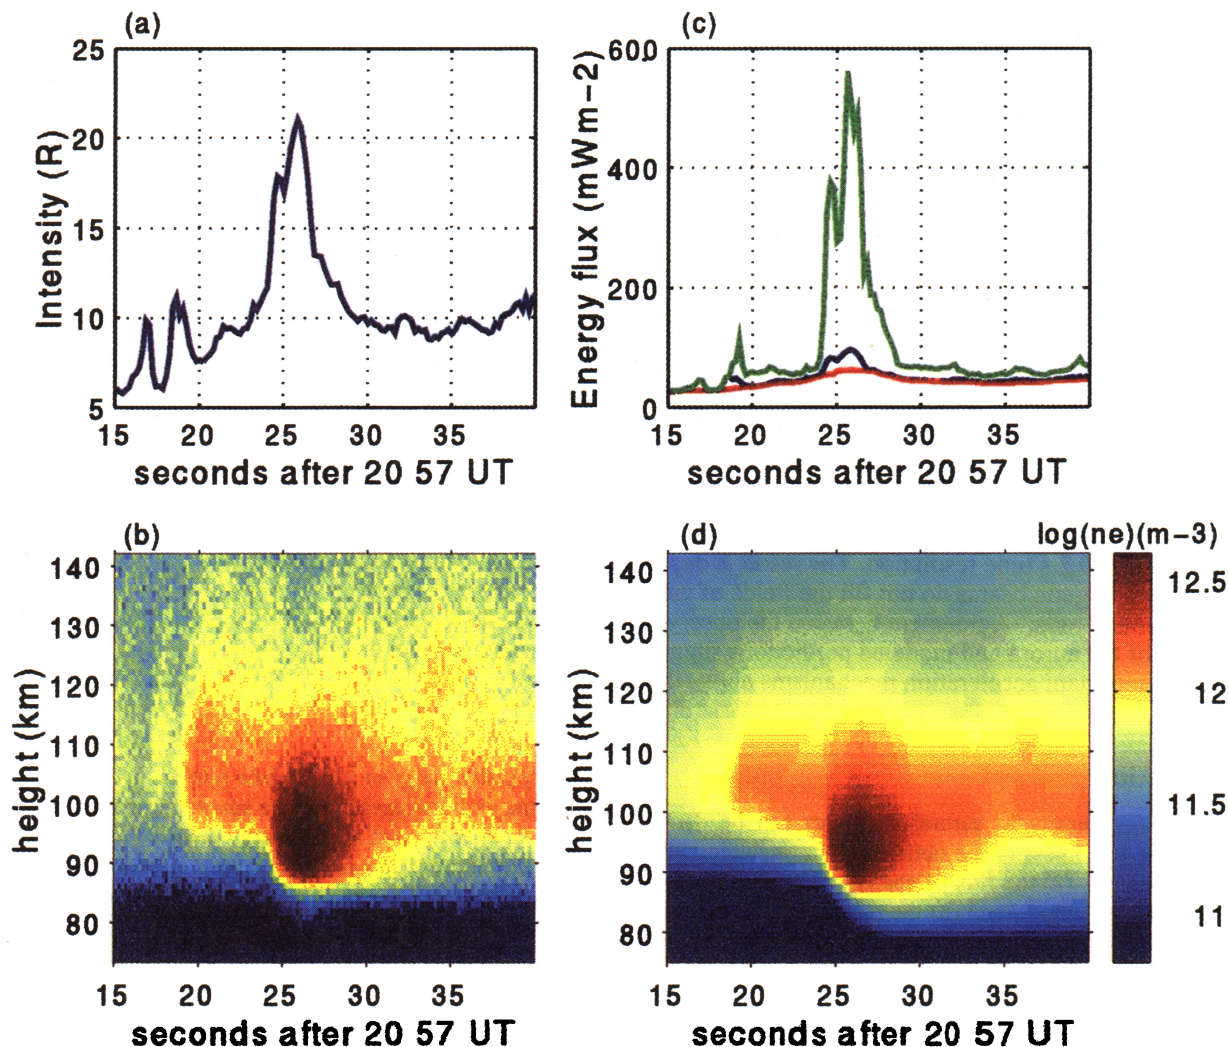 (a)
25
20
15
10
5
Intensity (R)
15 20 25 30 35
seconds after 20 57 UT
(c)
600
400
200
0
Energy flux (mWm−2)
15 20 25 30 35
seconds after 20 57 UT
(b)
140
130
120
110
100
90
80
height (km)
15 20 25 30 35
seconds after 20 57 UT
(d)
140
130
120
110
100
90
80
height (km)
15 20 25 30 35
seconds after 20 57 UT
log(ne)(m−3)
12.5
12
11.5
11